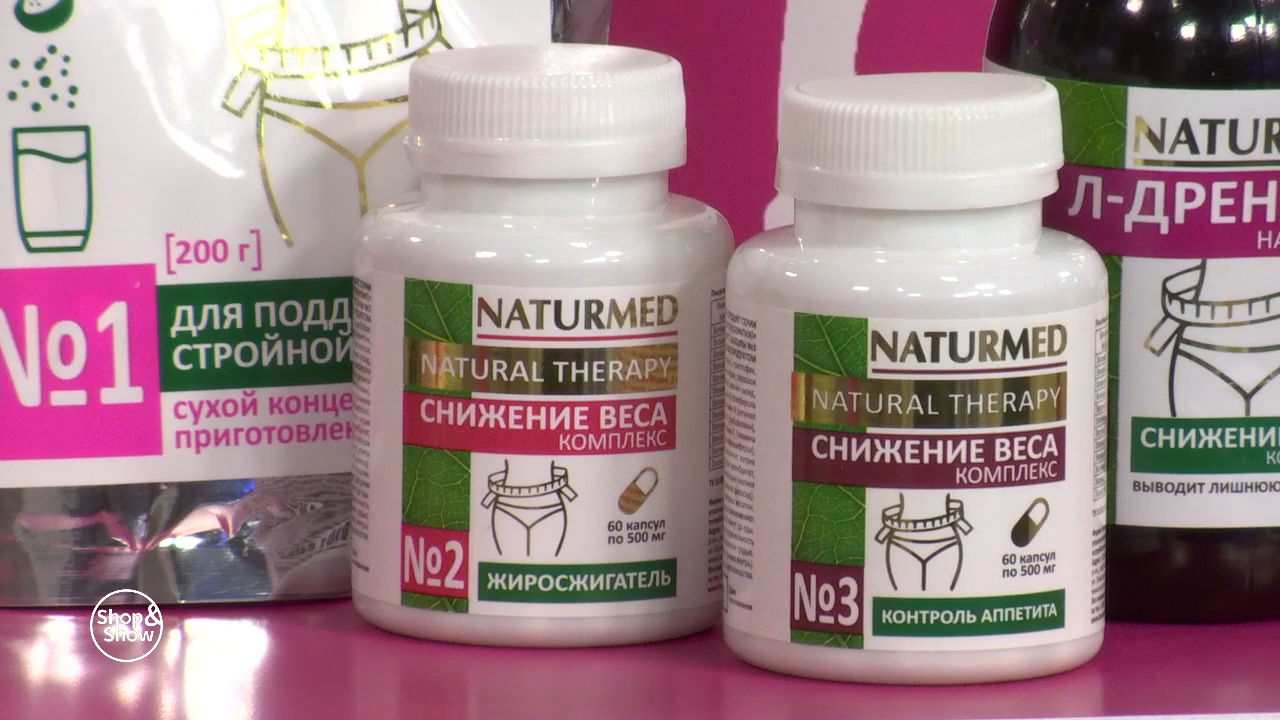 [200 г]
№1
ДЛЯ ПОДД
СТРОЙНОЙ
сухой конце
приготовлен
NATURMED
NATURAL THERAPY
СНИЖЕНИЕ ВЕСА
КОМПЛЕКС
60 капсул
по 500 мг
№2
ЖИРОСЖИГАТЕЛЬ
NATURMED
NATURAL THERAPY
СНИЖЕНИЕ ВЕСА
КОМПЛЕКС
60 капсул
по 500 мг
№3
КОНТРОЛЬ АППЕТИТА
NATUR
Л-ДРЕН
НА
СНИЖЕНИ
КО
ВЫВОДИТ ЛИШНЮЮ
Shop&
Show